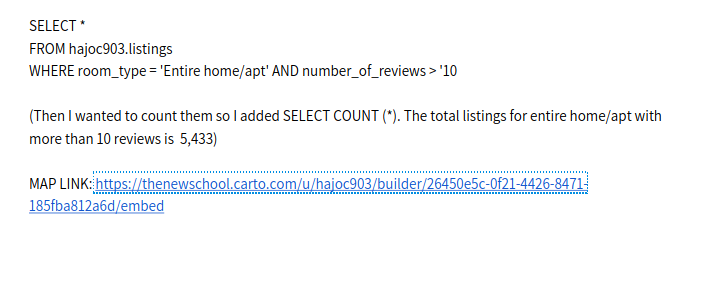 SELECT *
FROM hajoc903.listings
WHERE room_type = 'Entire home/apt' AND number_of_reviews > '10
(Then I wanted to count them so I added SELECT COUNT (*). The total listings for entire home/apt with
more than 10 reviews is  5,433)
MAP LINK: https://thenewschool.carto.com/u/hajoc903/builder/26450e5c-0f21-4426-8471-
185fba812a6d/embed